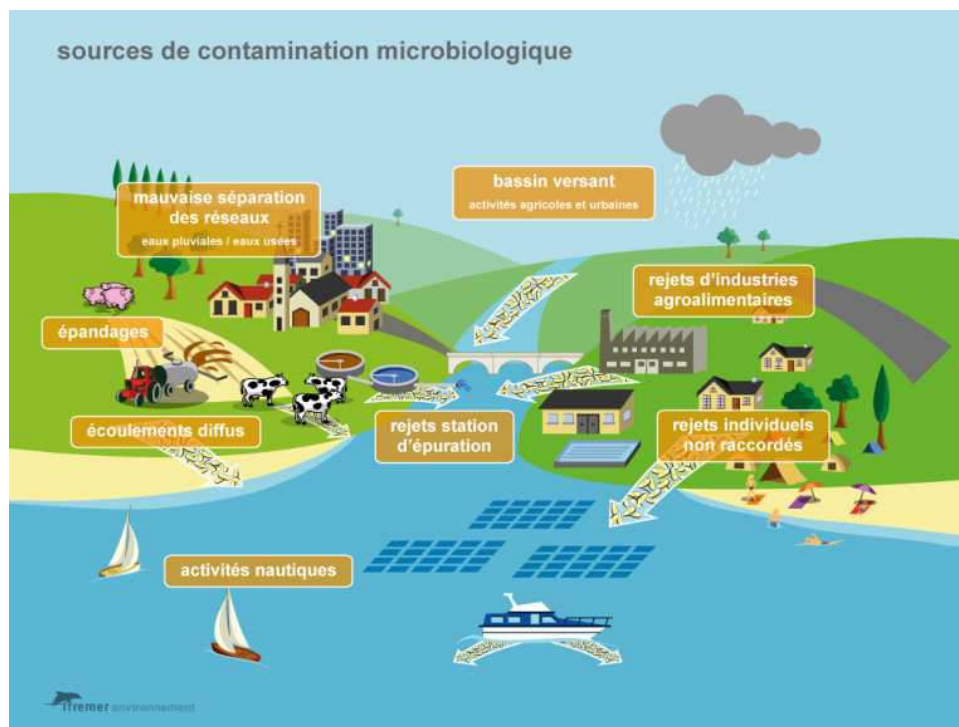 sources de contamination microbiologique
bassin versant
activités agricoles et urbaines
mauvaise séparation
des réseaux
eaux pluviales / eaux usées
rejets d'industries
agroalimentaires
épandages
écoulements diffus
rejets station
d'épuration
rejets individuels
non raccordés
activités nautiques
Ifremer environnement